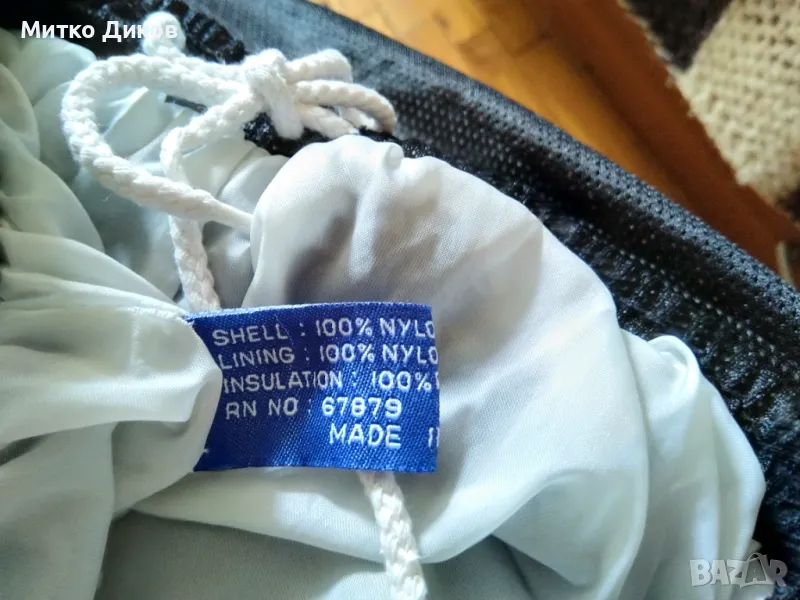 Митко Диков
SHELL : 100% NYLO
LINING : 100% NYLO
INSULATION : 100%
RN NO : 67879
MADE
BAZAR